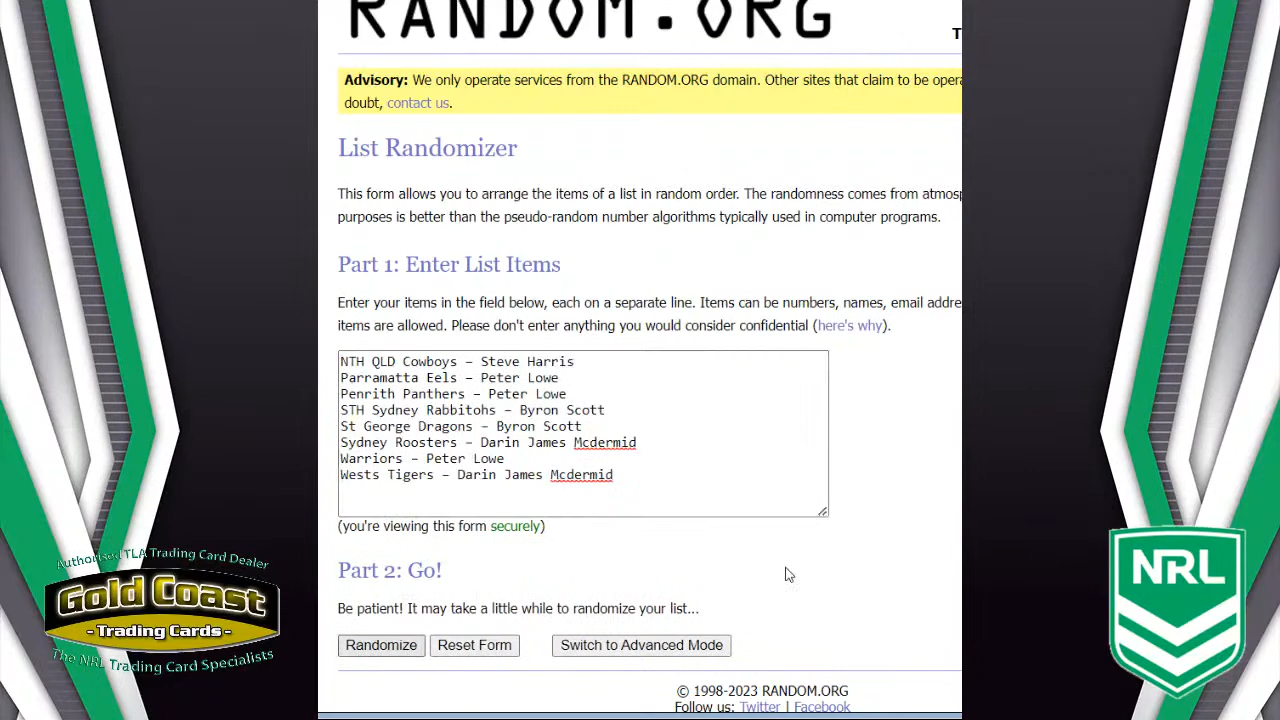 RANDOM.ORG
T
Advisory: We only operate services from the RANDOM.ORG domain. Other sites that claim to be opera
doubt, contact us.
List Randomizer
This form allows you to arrange the items of a list in random order. The randomness comes from atmosp
purposes is better than the pseudo-random number algorithms typically used in computer programs.
Part 1: Enter List Items
Enter your items in the field below, each on a separate line. Items can be numbers, names, email addre
items are allowed. Please don't enter anything you would consider confidential (here's why).
NTH QLD Cowboys – Steve Harris
Parramatta Eels – Peter Lowe
Penrith Panthers – Peter Lowe
STH Sydney Rabbitohs – Byron Scott
St George Dragons – Byron Scott
Sydney Roosters – Darin James Mcdermid
Warriors – Peter Lowe
Wests Tigers – Darin James Mcdermid
(you're viewing this form securely)
Part 2: Go!
Be patient! It may take a little while to randomize your list...
Randomize Reset Form Switch to Advanced Mode
© 1998-2023 RANDOM.ORG
Follow us: Twitter | Facebook
Authorised TLA Trading Card Dealer
Gold Coast
- Trading Cards -
The NRL Trading Card Specialists
NRL